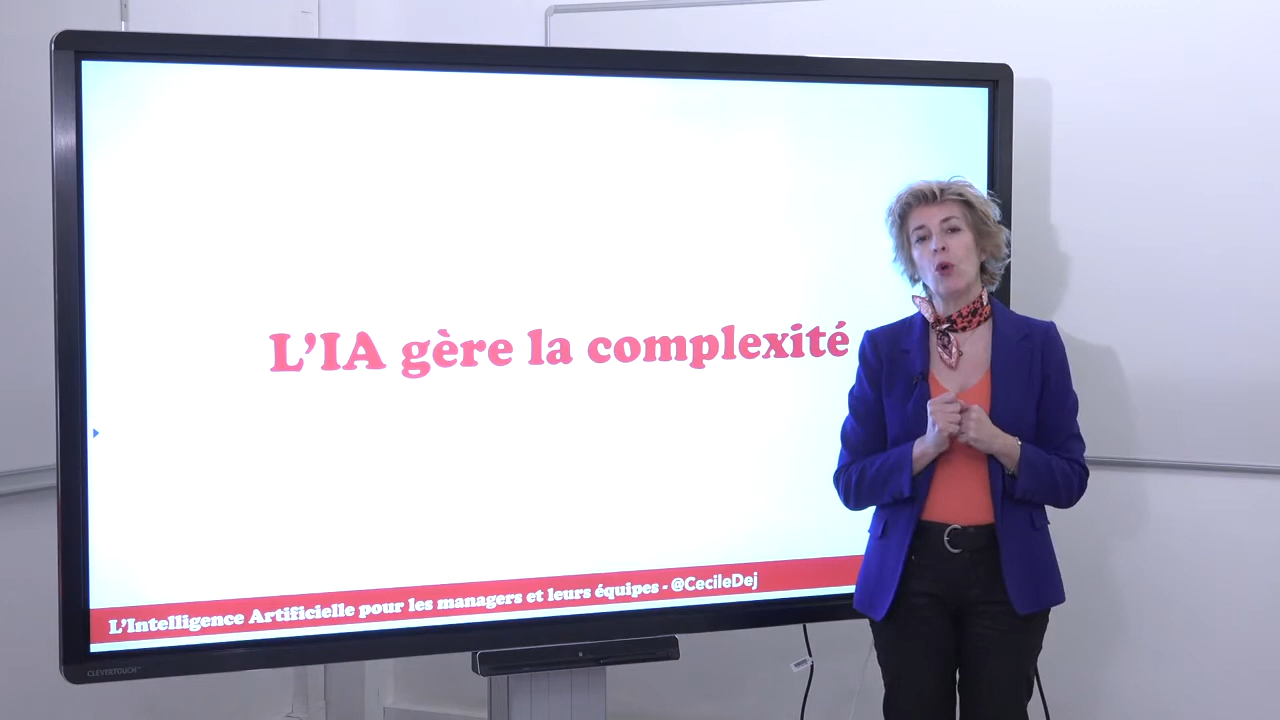 L'IA gère la complexité
L'Intelligence Artificielle pour les managers et leurs équipes - @CecileDej
CLEVERTOUCH